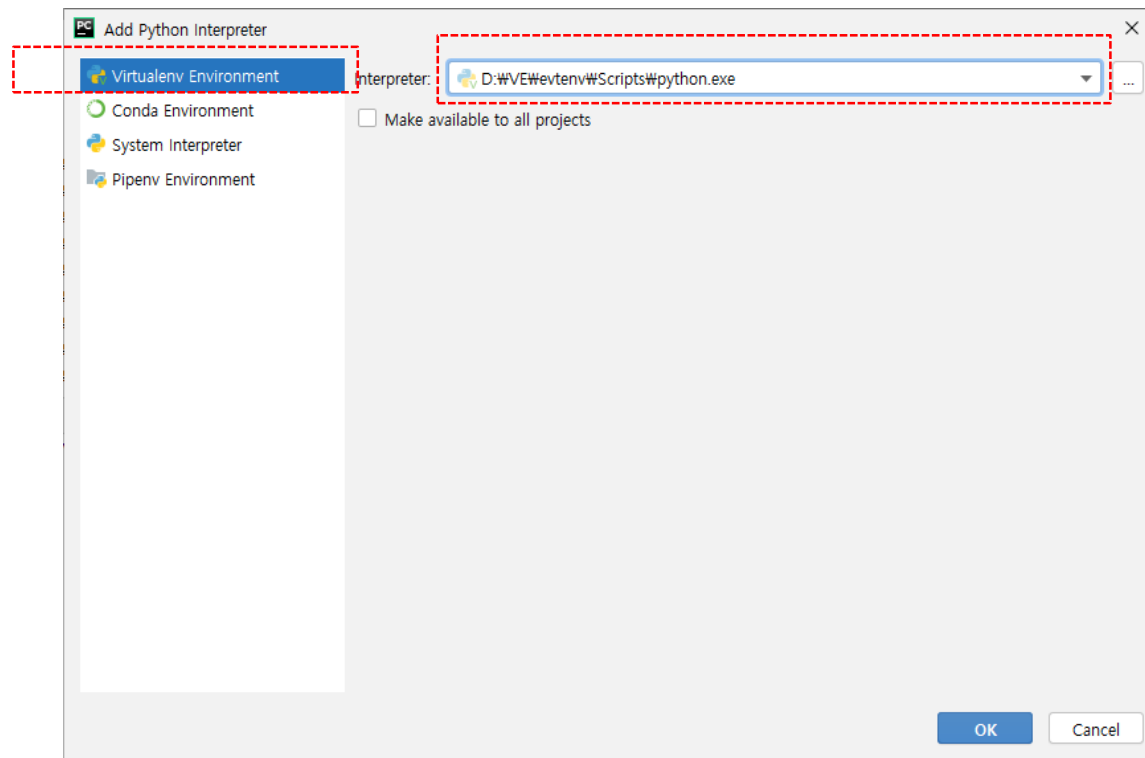 PC Add Python Interpreter
Virtualenv Environment
Interpreter: D:₩VE₩evtenv₩Scripts₩python.exe
...
Conda Environment
Make available to all projects
System Interpreter
Pipenv Environment
OK Cancel